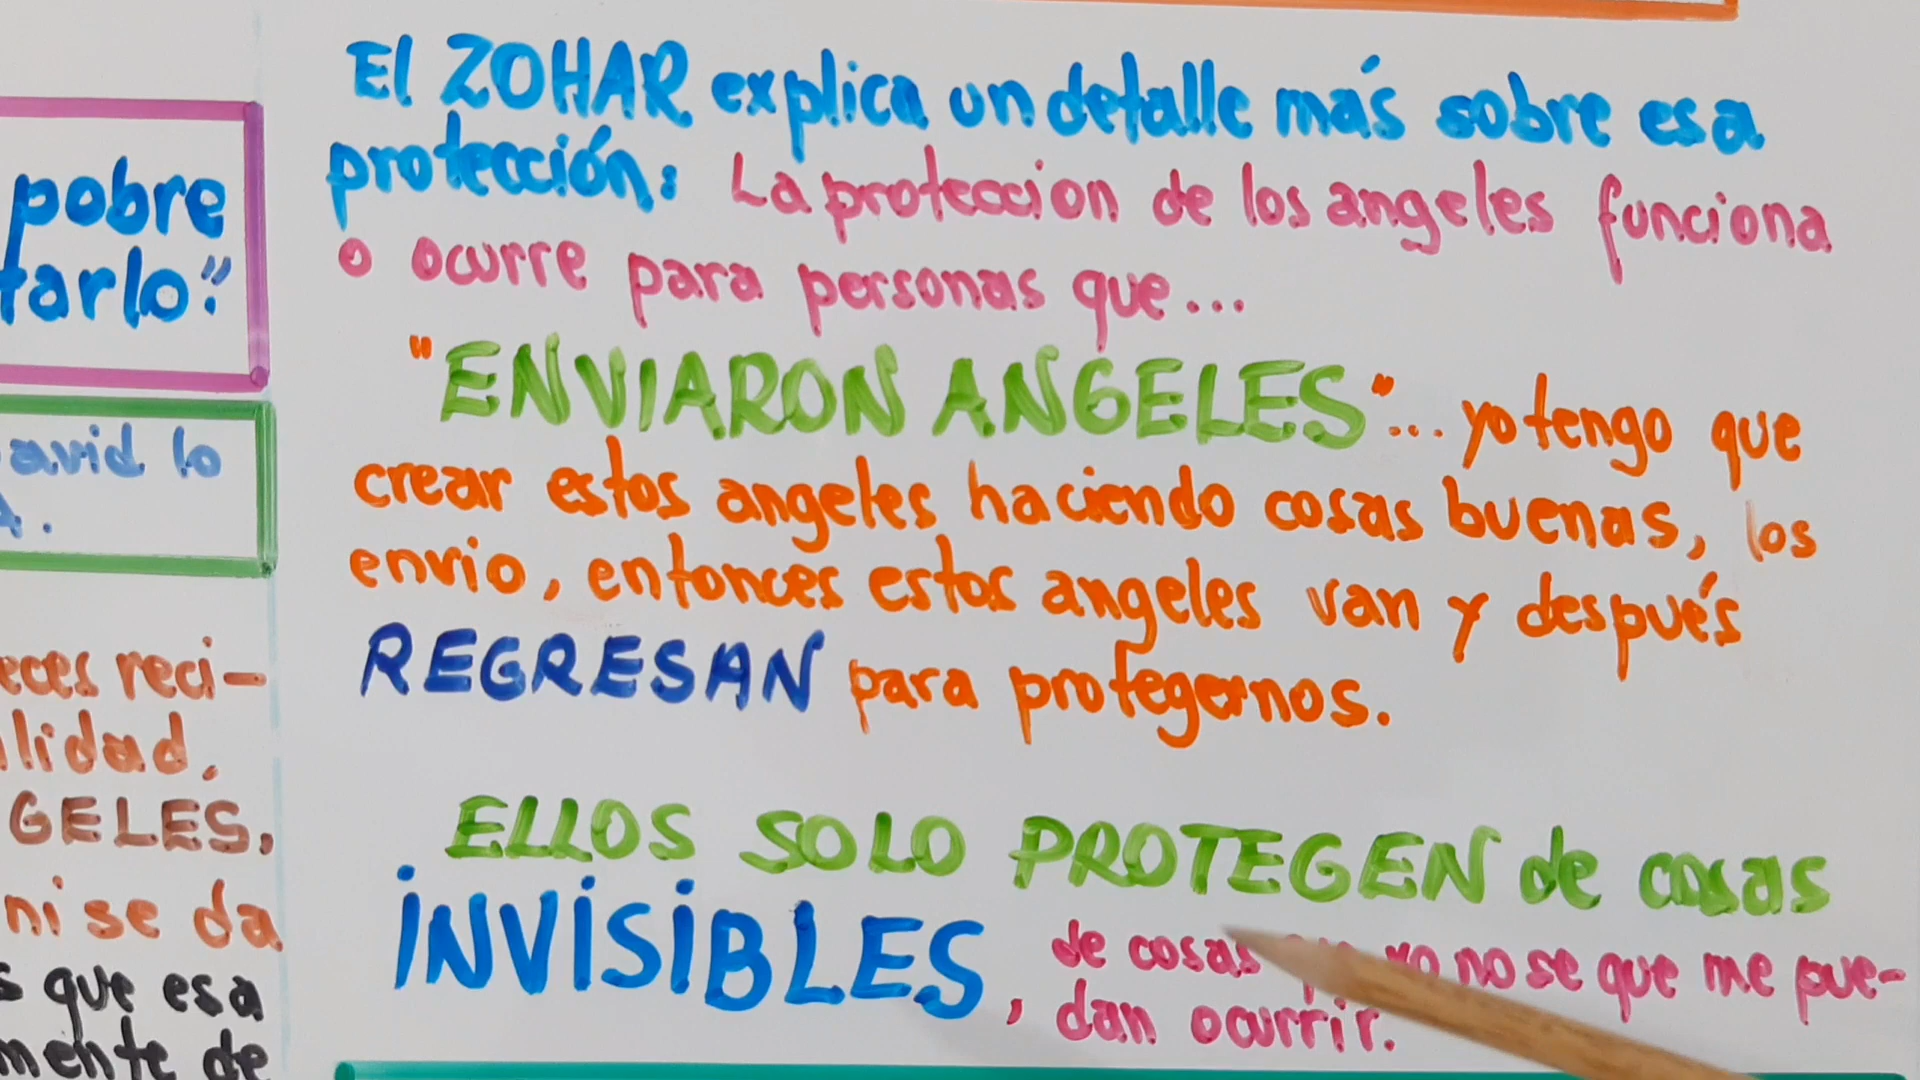 pobre
tarlo"
avid lo
eces reci-
lidad,
GELES,
ni se da
s que esa
mente de
El ZOHAR explica un detalle más sobre esa
protección: La proteccion de los angeles funciona
o ocurre para personas que...
"ENVIARON ANGELES"... yo tengo que
crear estos angeles haciendo cosas buenas, los
envio, entonces estos angeles van y después
REGRESAN para protegernos.
ELLOS SOLO PROTEGEN de cosas
INVISIBLES, de cosas yo no se que me pue-
dan ocurrir.